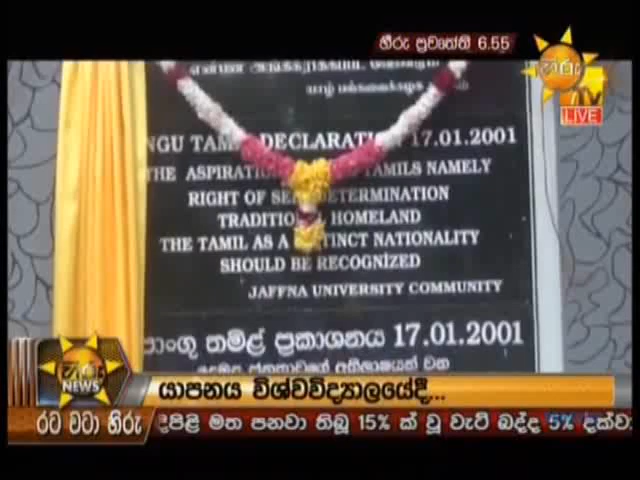 හිරු ප්‍රවෘත්ති 6.55
හිරු
TV
LIVE
NGU TAMIL DECLARATION 17.01.2001
THE ASPIRATION TAMILS NAMELY
RIGHT OF SELF DETERMINATION
TRADITIONAL HOMELAND
THE TAMIL AS A DISTINCT NATIONALITY
SHOULD BE RECOGNIZED
JAFFNA UNIVERSITY COMMUNITY
පොංගු තමිළ් ප්‍රකාශනය 17.01.2001
හිරු
NEWS
යාපනය විශ්වවිද්‍යාලයේදී...
රට වටා හිරු
දීපිළි මත පනවා තිබූ 15% ක් වූ වැට් බද්ද 5% දක්වා